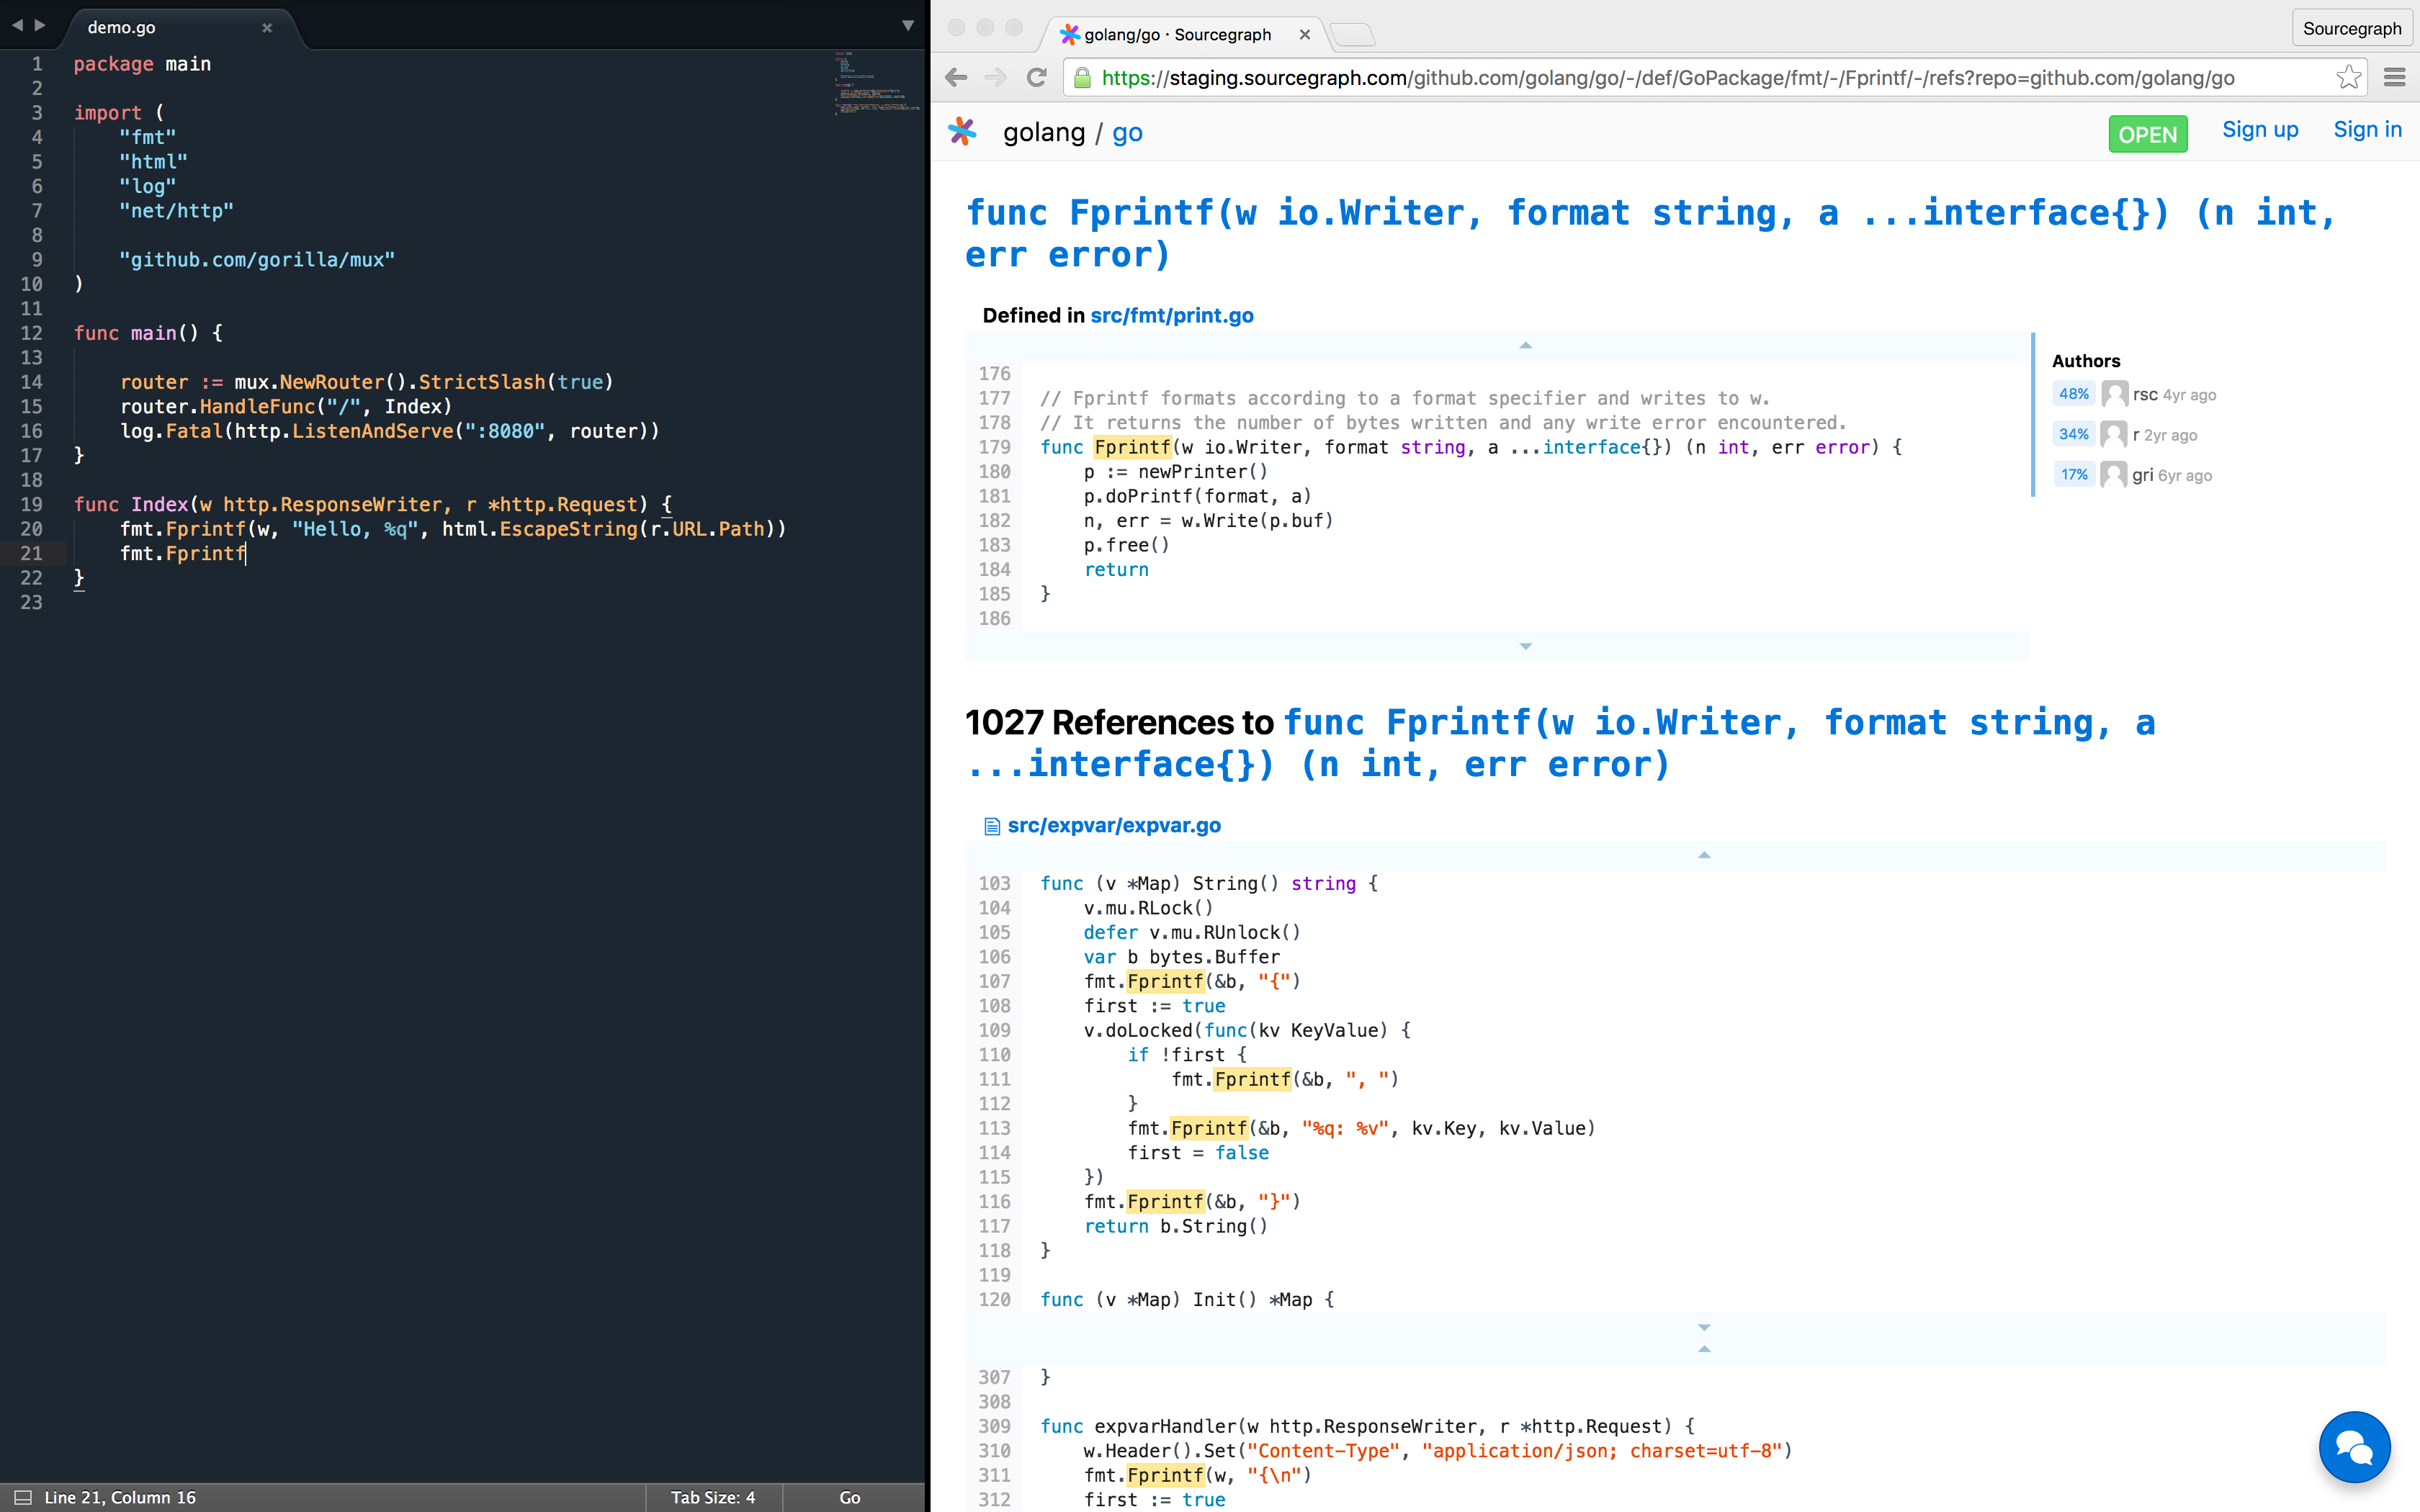 demo.go
1 package main
2
3 import (
4 "fmt"
5 "html"
6 "log"
7 "net/http"
8
9 "github.com/gorilla/mux"
10 )
11
12 func main() {
13
14 router := mux.NewRouter().StrictSlash(true)
15 router.HandleFunc("/", Index)
16 log.Fatal(http.ListenAndServe(":8080", router))
17 }
18
19 func Index(w http.ResponseWriter, r *http.Request) {
20 fmt.Fprintf(w, "Hello, %q", html.EscapeString(r.URL.Path))
21 fmt.Fprintf
22 }
23
Line 21, Column 16
Tab Size: 4
Go
golang/go · Sourcegraph
Sourcegraph
https://staging.sourcegraph.com/github.com/golang/go/-/def/GoPackage/fmt/-/Fprintf/-/refs?repo=github.com/golang/go
golang / go
OPEN
Sign up
Sign in
func Fprintf(w io.Writer, format string, a ...interface{}) (n int,
err error)
Defined in src/fmt/print.go
176
177 // Fprintf formats according to a format specifier and writes to w.
178 // It returns the number of bytes written and any write error encountered.
179 func Fprintf(w io.Writer, format string, a ...interface{}) (n int, err error) {
180 p := newPrinter()
181 p.doPrintf(format, a)
182 n, err = w.Write(p.buf)
183 p.free()
184 return
185 }
186
Authors
48% rsc 4yr ago
34% r 2yr ago
17% gri 6yr ago
1027 References to func Fprintf(w io.Writer, format string, a
...interface{}) (n int, err error)
src/expvar/expvar.go
103 func (v *Map) String() string {
104 v.mu.RLock()
105 defer v.mu.RUnlock()
106 var b bytes.Buffer
107 fmt.Fprintf(&b, "{")
108 first := true
109 v.doLocked(func(kv KeyValue) {
110 if !first {
111 fmt.Fprintf(&b, ", ")
112 }
113 fmt.Fprintf(&b, "%q: %v", kv.Key, kv.Value)
114 first = false
115 })
116 fmt.Fprintf(&b, "}")
117 return b.String()
118 }
119
120 func (v *Map) Init() *Map {
307 }
308
309 func expvarHandler(w http.ResponseWriter, r *http.Request) {
310 w.Header().Set("Content-Type", "application/json; charset=utf-8")
311 fmt.Fprintf(w, "{\n")
312 first := true